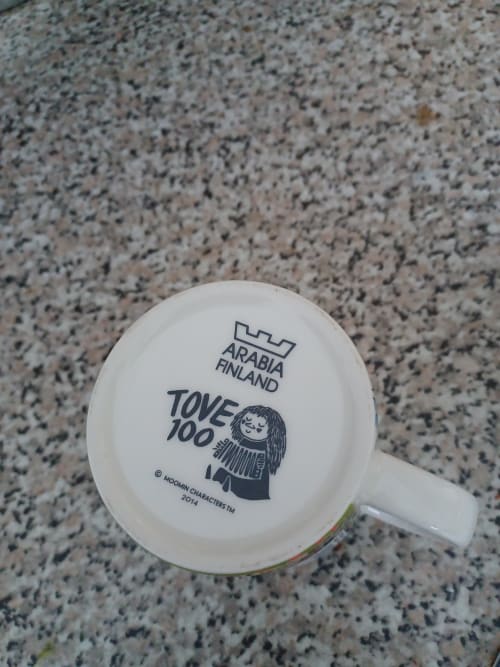 ARABIA
FINLAND
TOVE
100
© MOOMIN CHARACTERS TM
2014